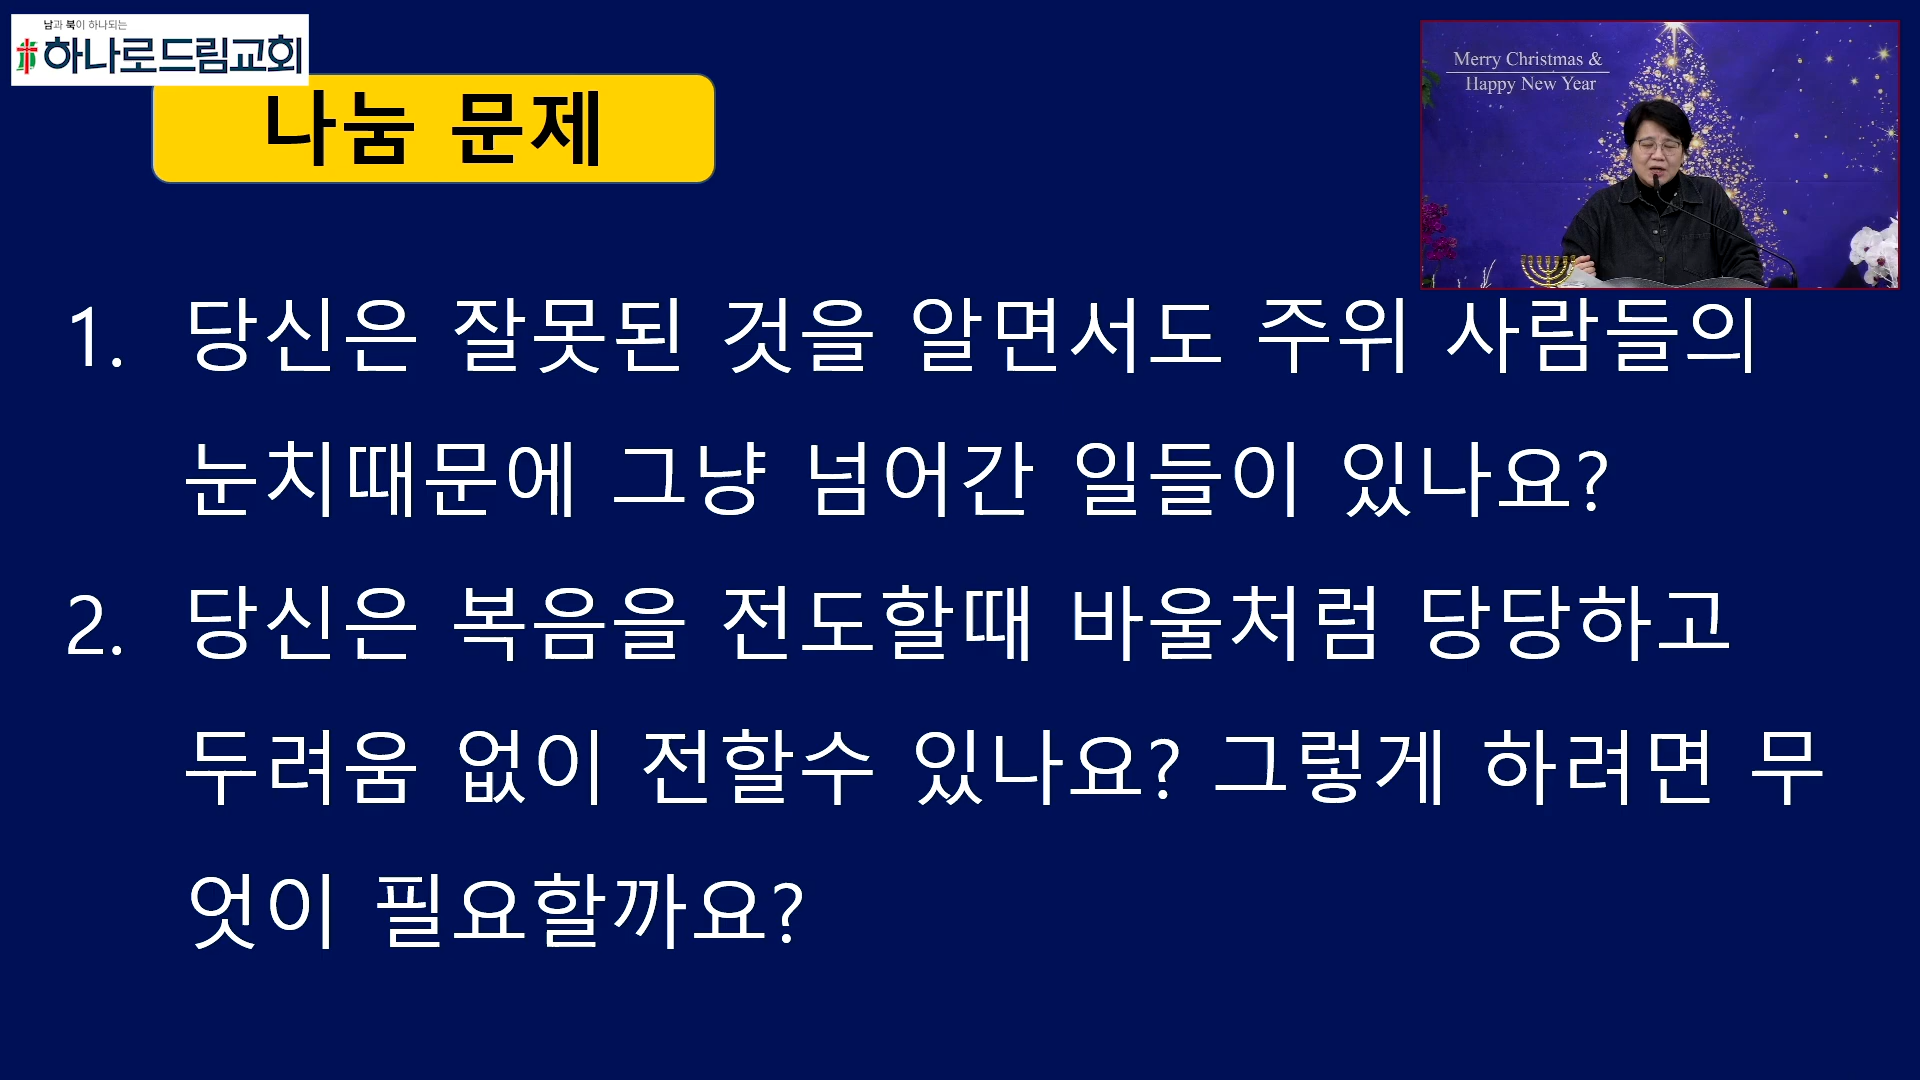 남과 북이 하나되는
하나로드림교회
나눔 문제
Merry Christmas &
Happy New Year
1. 당신은 잘못된 것을 알면서도 주위 사람들의
눈치때문에 그냥 넘어간 일들이 있나요?
2. 당신은 복음을 전도할때 바울처럼 당당하고
두려움 없이 전할수 있나요? 그렇게 하려면 무
엇이 필요할까요?